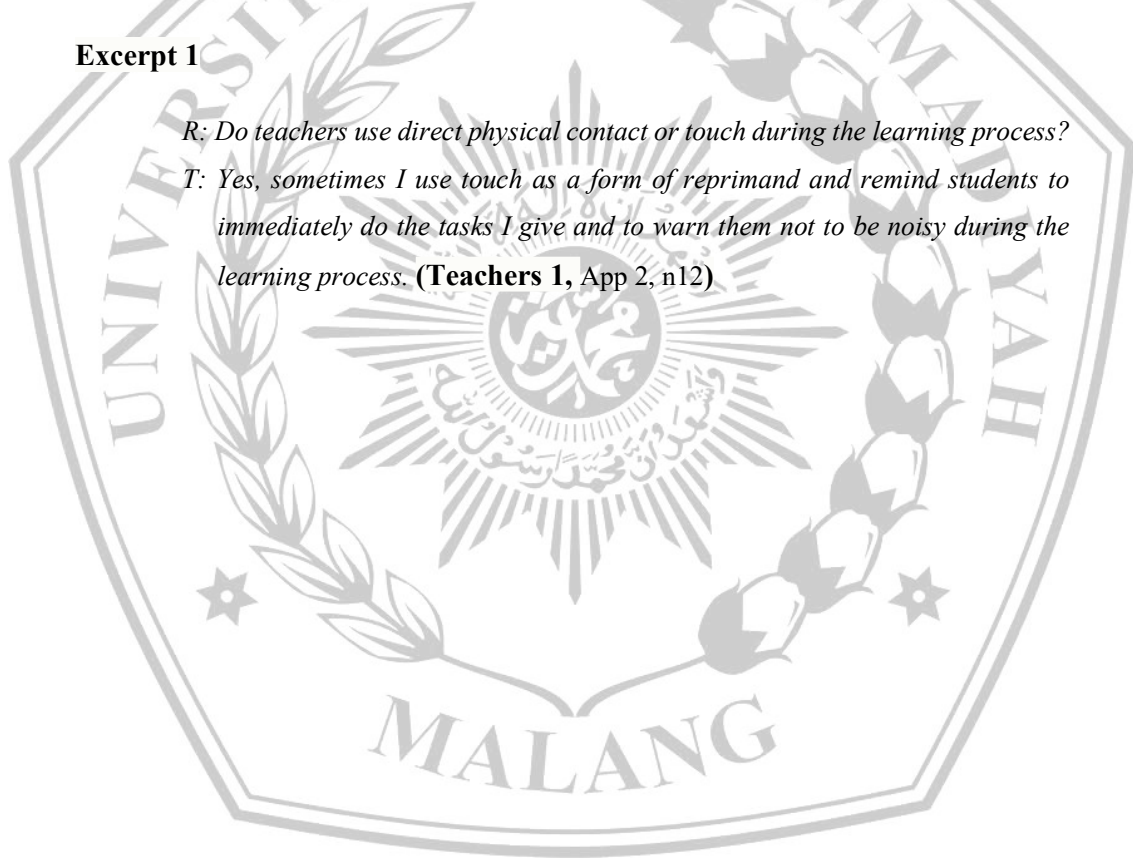 Excerpt 1
R: Do teachers use direct physical contact or touch during the learning process?
T: Yes, sometimes I use touch as a form of reprimand and remind students to
immediately do the tasks I give and to warn them not to be noisy during the
learning process. (Teachers 1, App 2, n12)
MALANG